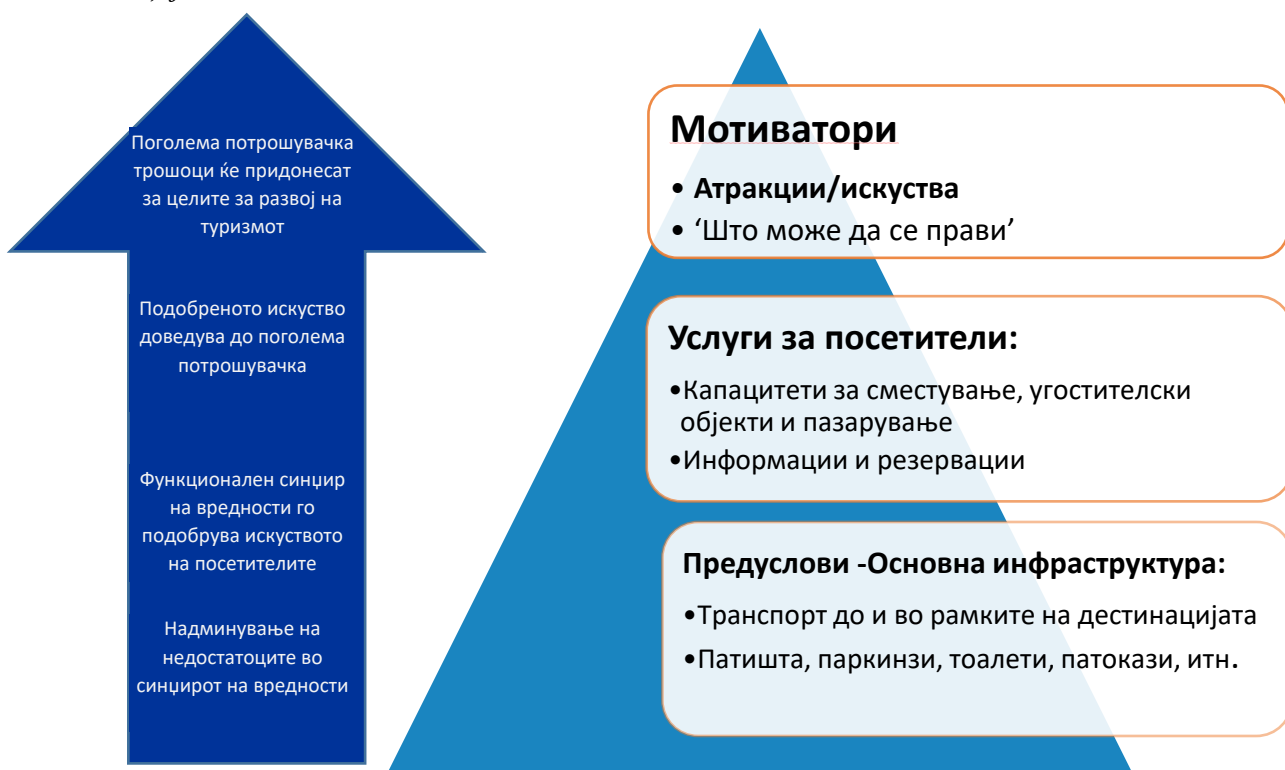 Поголема потрошувачка
трошоци ќе придонесат
за целите за развој на
туризмот
Подобреното искуство
доведува до поголема
потрошувачка
Функционален синџир
на вредности го
подобрува искуството
на посетителите
Надминување на
недостатоците во
синџирот на вредности
Мотиватори
• Атракции/искуства
• ‘Што може да се прави’
Услуги за посетители:
•Капацитети за сместување, угостителски
објекти и пазарување
•Информации и резервации
Предуслови -Основна инфраструктура:
•Транспорт до и во рамките на дестинацијата
•Патишта, паркинзи, тоалети, патокази, итн.